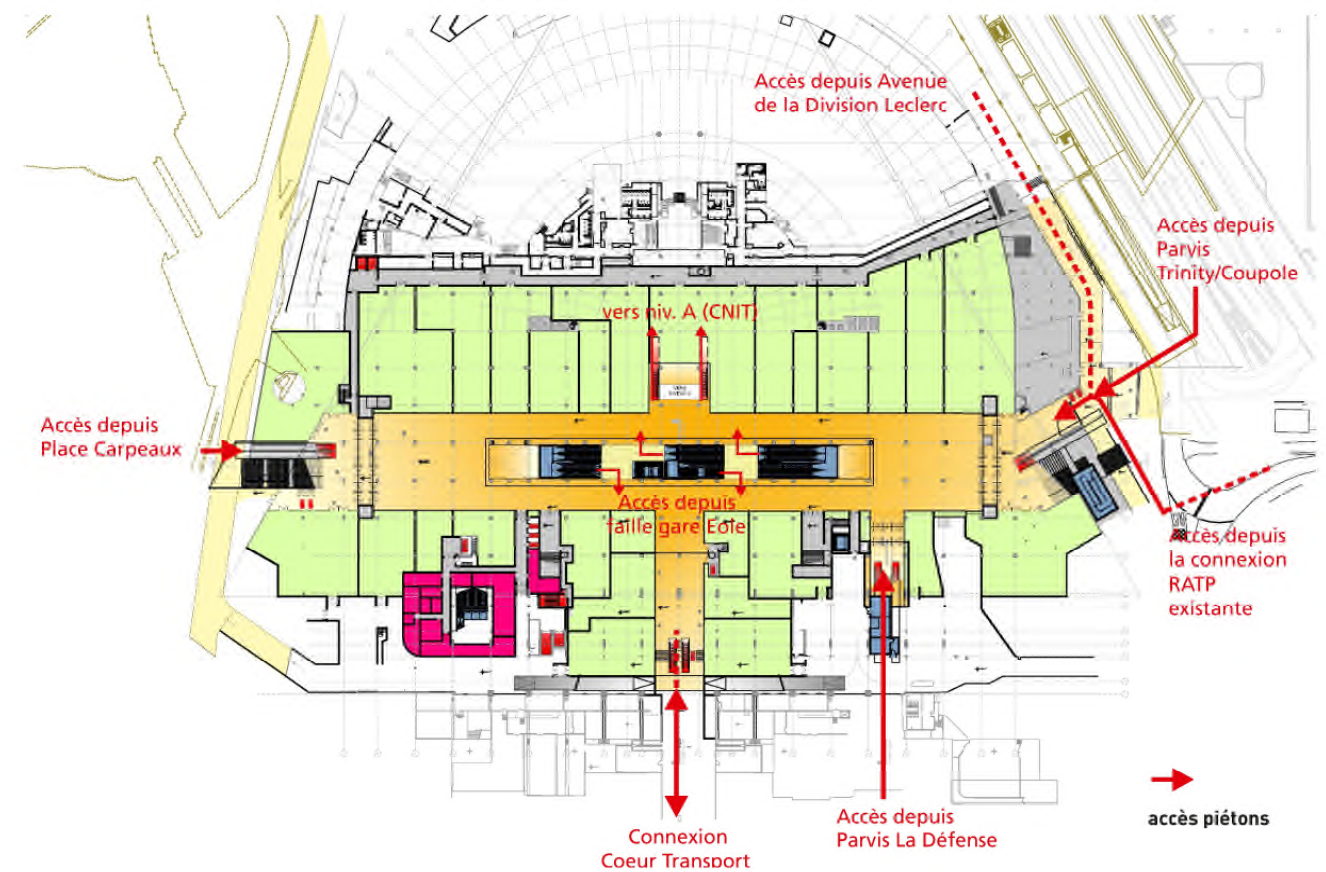 Accès depuis Avenue
de la Division Leclerc
Accès depuis
Parvis
Trinity/Coupole
vers niv. A (CNIT)
Accès depuis
Place Carpeaux
Accès depuis
faille gare Eole
Accès depuis
la connexion
RATP
existante
accès piétons
Accès depuis
Parvis La Défense
Connexion
Coeur Transport